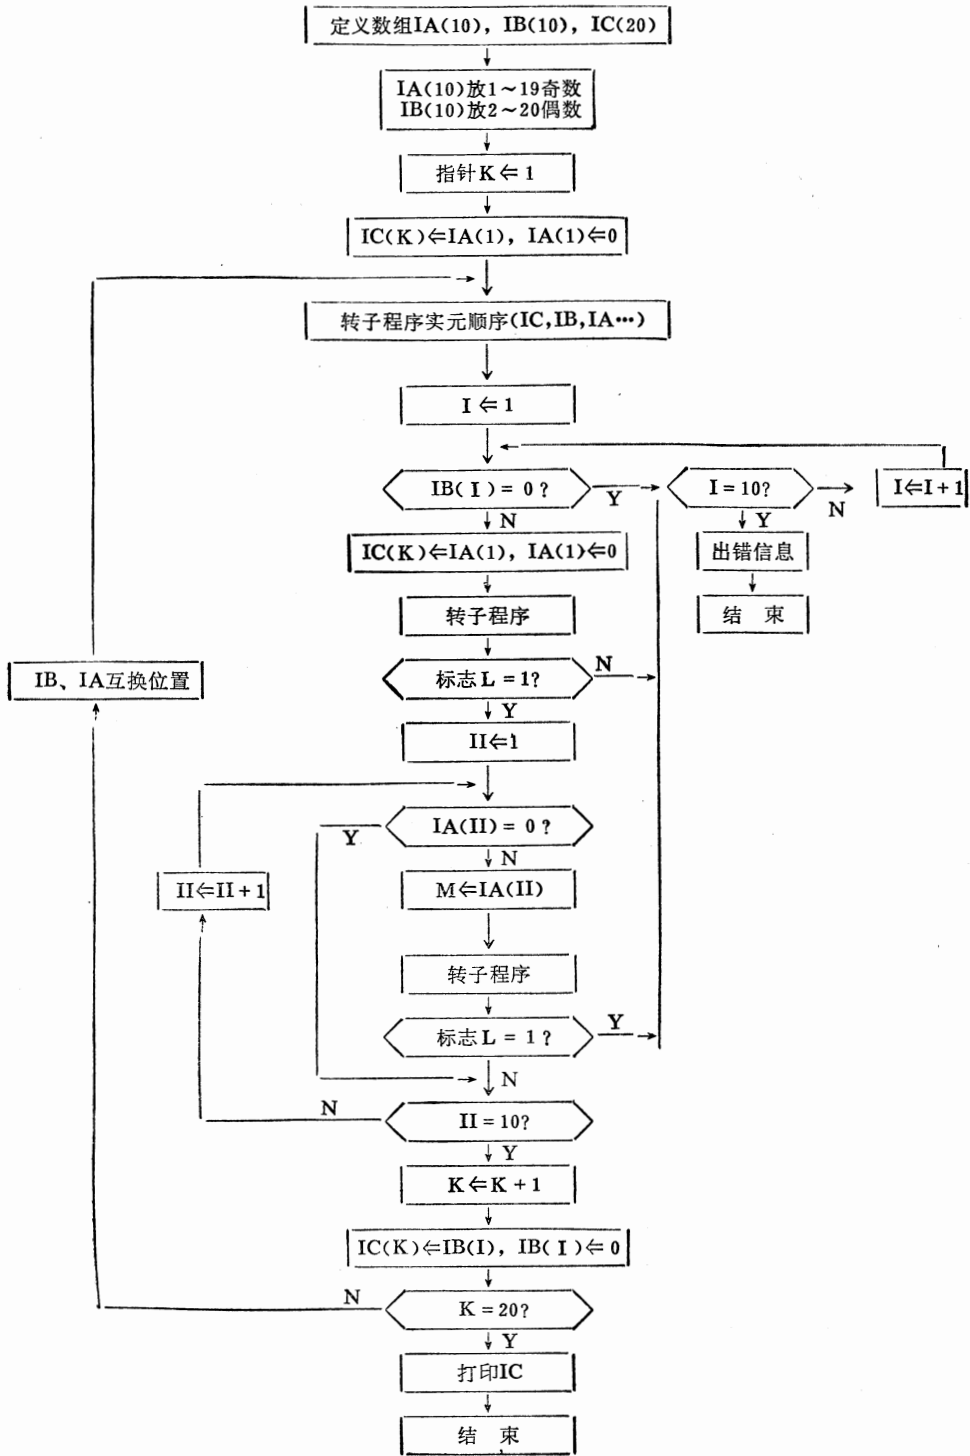 定义数组IA(10), IB(10), IC(20)
IA(10)放1～19奇数
IB(10)放2～20偶数
指针K⇐1
IC(K)⇐IA(1), IA(1)⇐0
转子程序实元顺序(IC,IB,IA…)
I⇐1
IB(I)=0?
Y
I=10?
N
I⇐I+1
N
Y
IC(K)⇐IA(1), IA(1)⇐0
出错信息
转子程序
结 束
标志L=1?
N
IB、IA互换位置
Y
II⇐1
IA(II)=0?
Y
N
II⇐II+1
M⇐IA(II)
转子程序
标志L=1?
Y
N
II=10?
N
Y
K⇐K+1
IC(K)⇐IB(I), IB(I)⇐0
N
K=20?
Y
打印IC
结 束